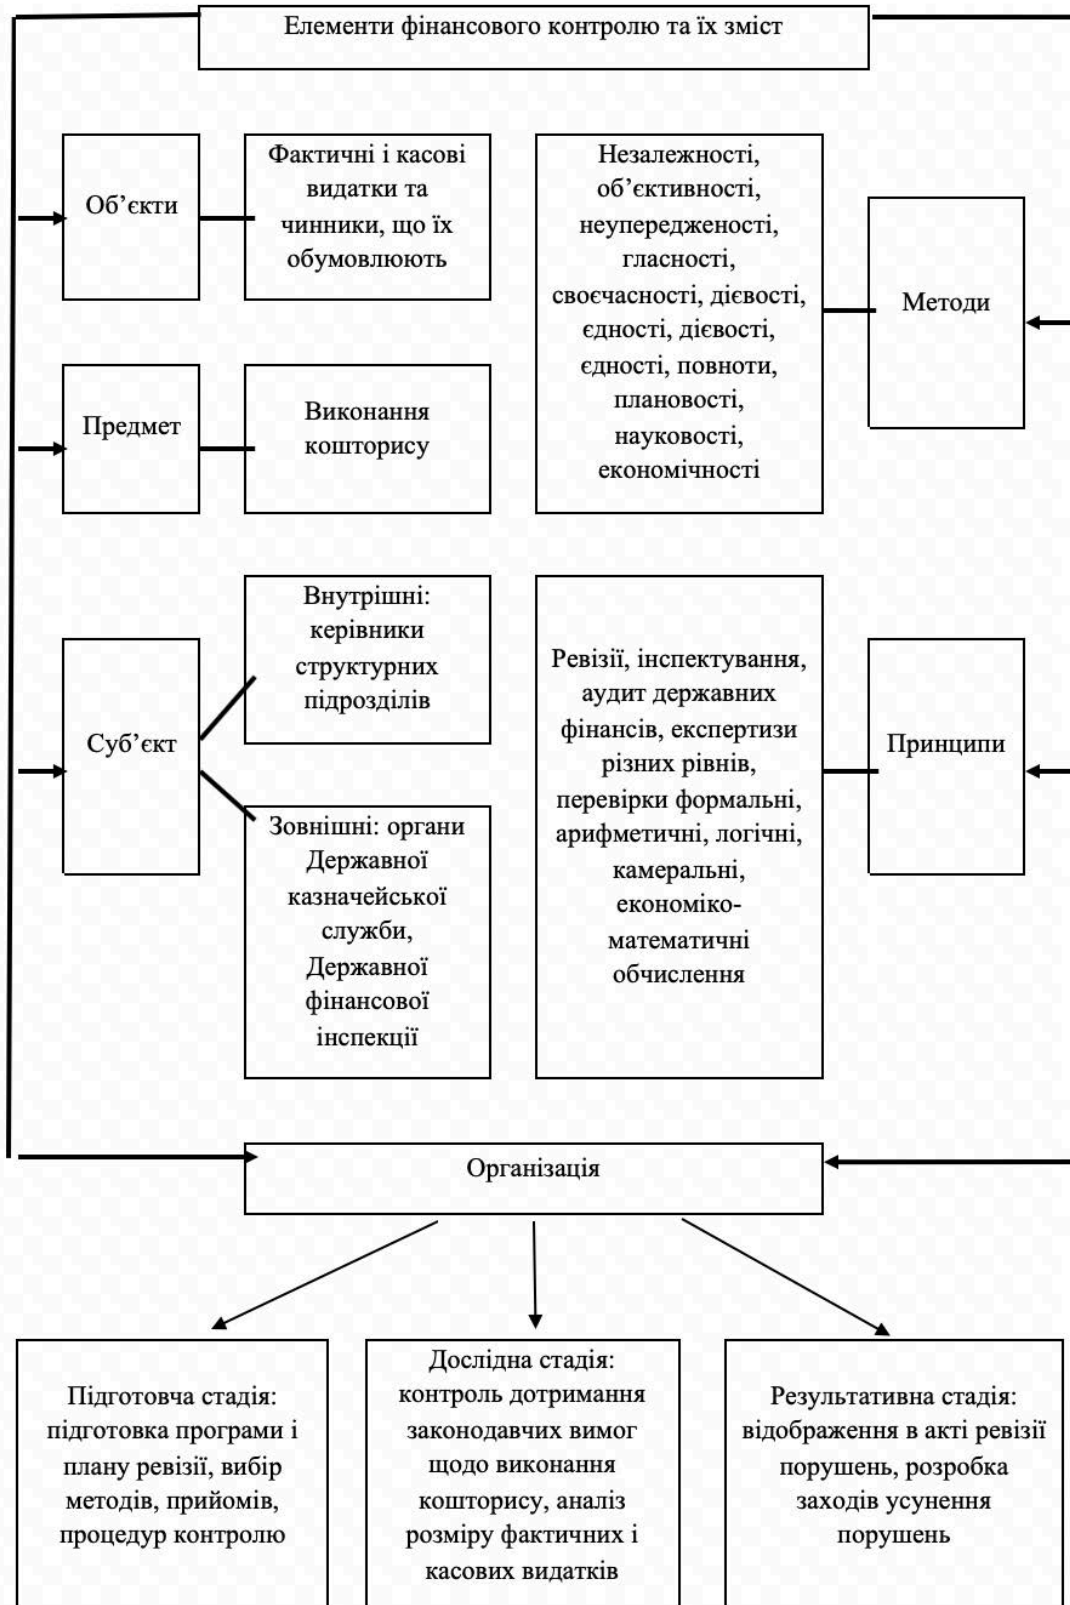 Елементи фінансового контролю та їх зміст
Об’єкти
Фактичні і касові
видатки та
чинники, що їх
обумовлюють
Незалежності,
об’єктивності,
неупередженості,
гласності,
своєчасності, дієвості,
єдності, дієвості,
єдності, повноти,
плановості,
науковості,
економічності
Методи
Предмет
Виконання
кошторису
Суб’єкт
Внутрішні:
керівники
структурних
підрозділів
Зовнішні: органи
Державної
казначейської
служби,
Державної
фінансової
інспекції
Ревізії, інспектування,
аудит державних
фінансів, експертизи
різних рівнів,
перевірки формальні,
арифметичні, логічні,
камеральні,
економіко-
математичні
обчислення
Принципи
Організація
Підготовча стадія:
підготовка програми і
плану ревізії, вибір
методів, прийомів,
процедур контролю
Дослідна стадія:
контроль дотримання
законодавчих вимог
щодо виконання
кошторису, аналіз
розміру фактичних і
касових видатків
Результативна стадія:
відображення в акті ревізії
порушень, розробка
заходів усунення
порушень